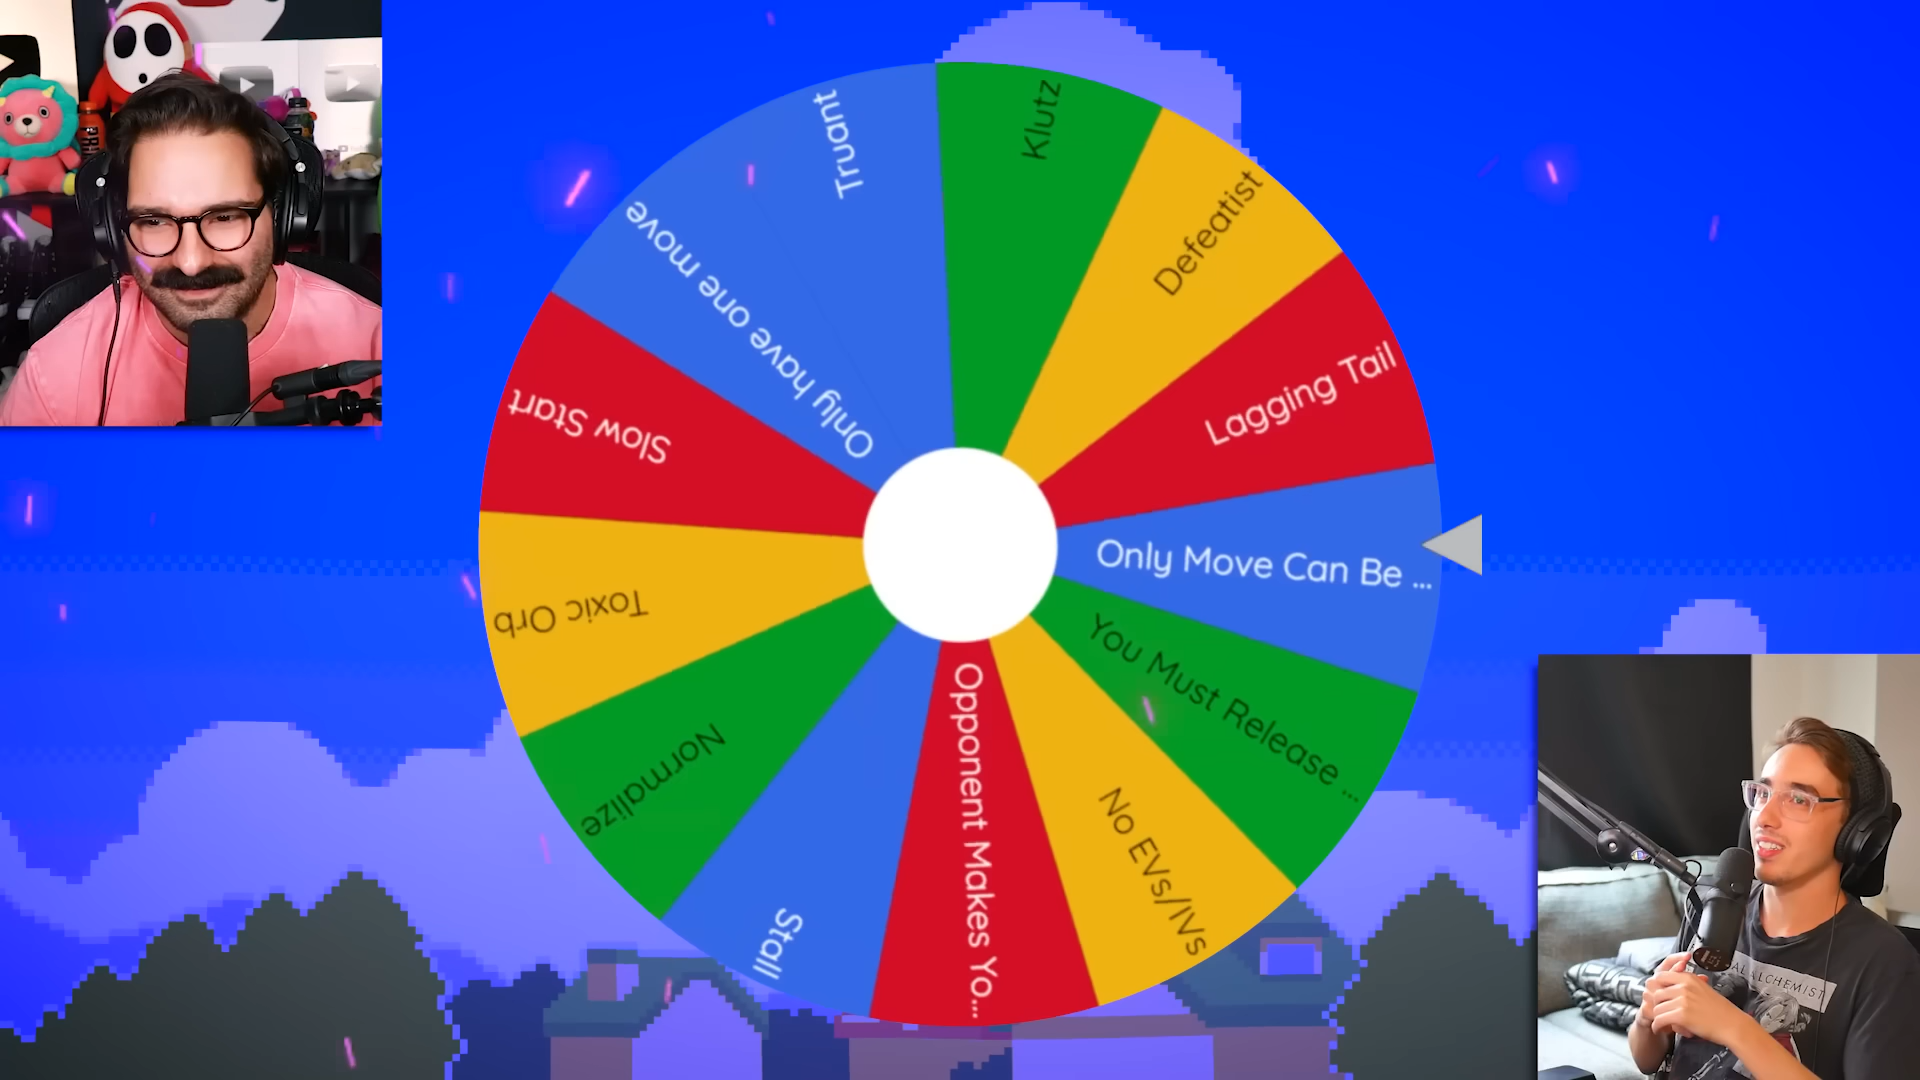 Klutz
Defeatist
Lagging Tail
Only Move Can Be ...
You Must Release ...
No EVs/IVs
Opponent Makes Yo...
Stall
Normalize
Toxic Orb
Slow Start
Only have one move
Truant
ALCHEMIST